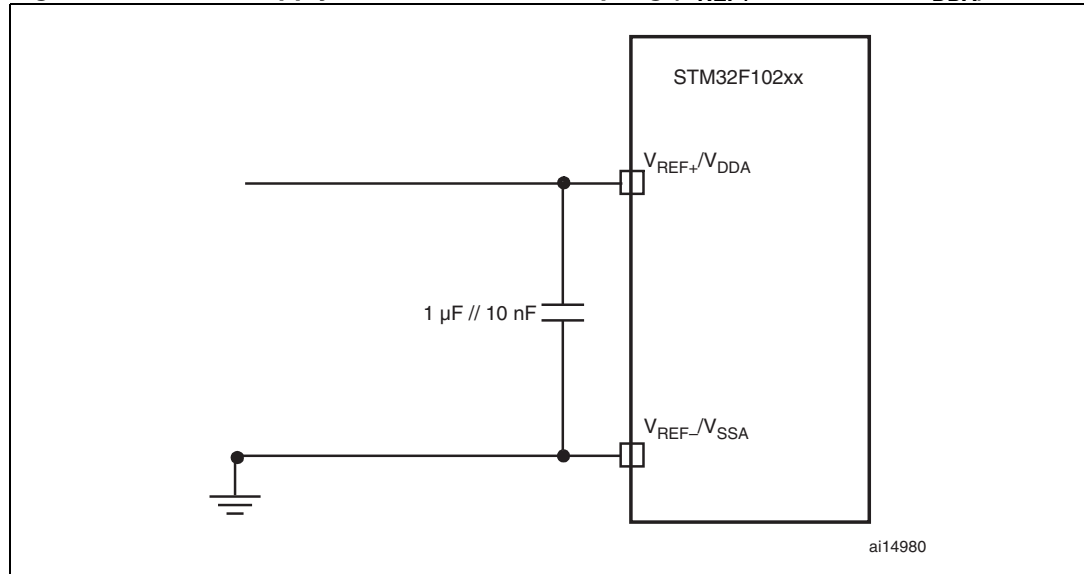 STM32F102xx
VREF+/VDDA
1 µF // 10 nF
VREF–/VSSA
ai14980